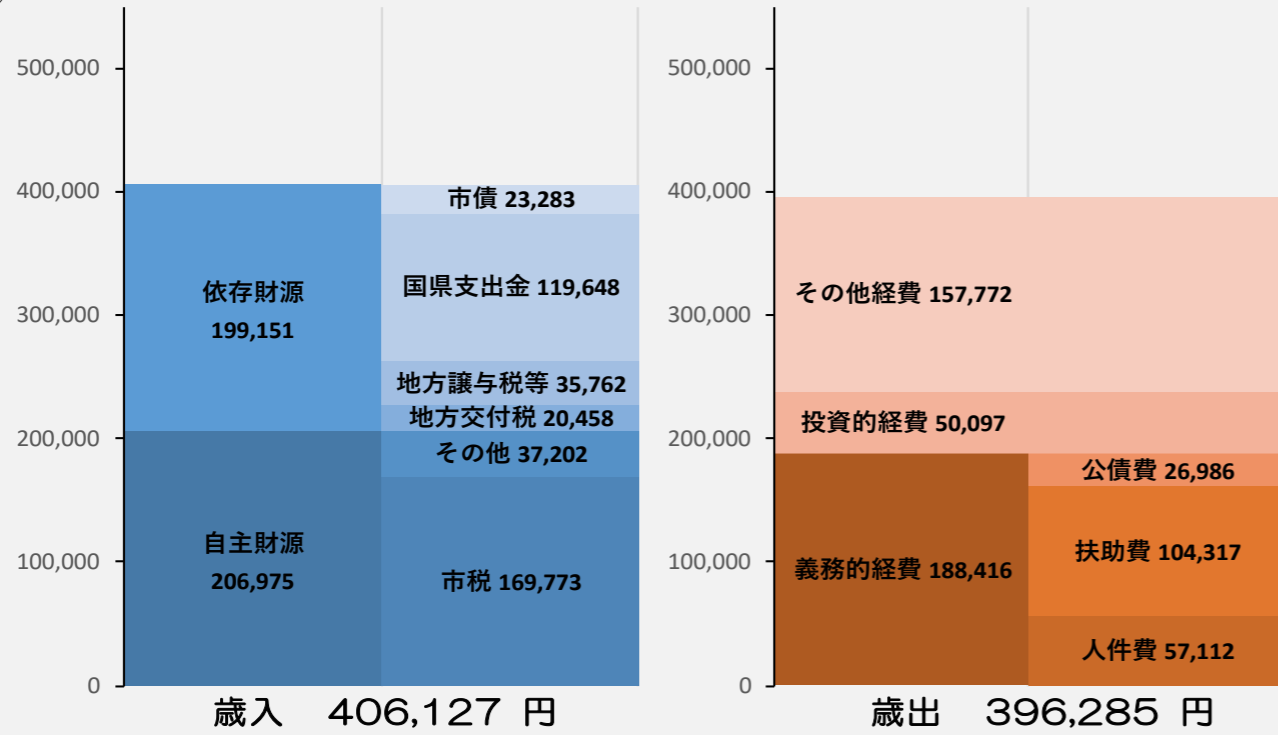 500,000
400,000
300,000
200,000
100,000
0
依存財源
199,151
自主財源
206,975
市債 23,283
国県支出金 119,648
地方譲与税等 35,762
地方交付税 20,458
その他 37,202
市税 169,773
歳入 406,127 円
500,000
400,000
300,000
200,000
100,000
0
その他経費 157,772
投資的経費 50,097
義務的経費 188,416
公債費 26,986
扶助費 104,317
人件費 57,112
歳出 396,285 円